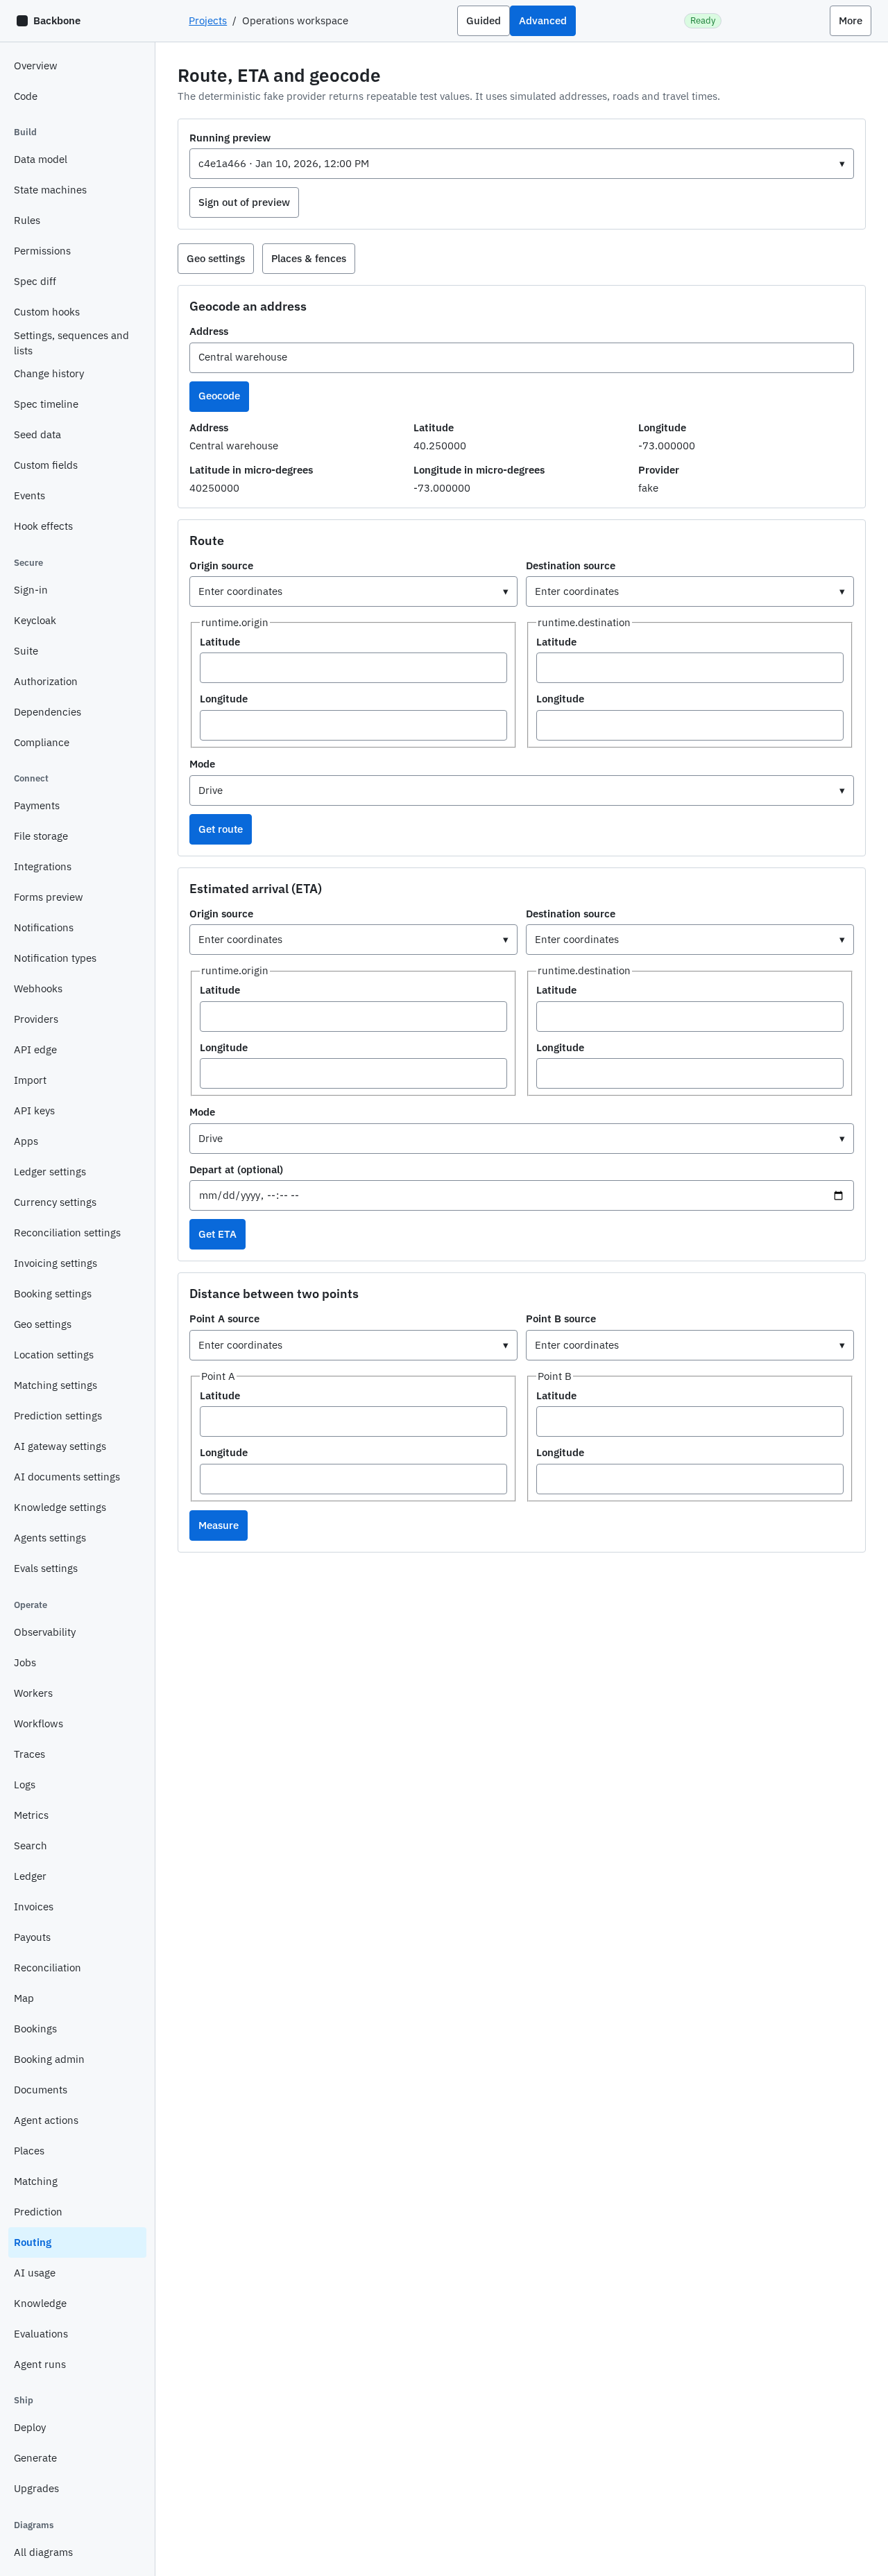 Backbone
Projects / Operations workspace
Guided
Advanced
Ready
More
Overview
Code
Build
Data model
State machines
Rules
Permissions
Spec diff
Custom hooks
Settings, sequences and
lists
Change history
Spec timeline
Seed data
Custom fields
Events
Hook effects
Secure
Sign-in
Keycloak
Suite
Authorization
Dependencies
Compliance
Connect
Payments
File storage
Integrations
Forms preview
Notifications
Notification types
Webhooks
Providers
API edge
Import
API keys
Apps
Ledger settings
Currency settings
Reconciliation settings
Invoicing settings
Booking settings
Geo settings
Location settings
Matching settings
Prediction settings
AI gateway settings
AI documents settings
Knowledge settings
Agents settings
Evals settings
Operate
Observability
Jobs
Workers
Workflows
Traces
Logs
Metrics
Search
Ledger
Invoices
Payouts
Reconciliation
Map
Bookings
Booking admin
Documents
Agent actions
Places
Matching
Prediction
Routing
AI usage
Knowledge
Evaluations
Agent runs
Ship
Deploy
Generate
Upgrades
Diagrams
All diagrams
Route, ETA and geocode
The deterministic fake provider returns repeatable test values. It uses simulated addresses, roads and travel times.
Running preview
c4e1a466 · Jan 10, 2026, 12:00 PM
Sign out of preview
Geo settings
Places & fences
Geocode an address
Address
Central warehouse
Geocode
Address Latitude Longitude
Central warehouse 40.250000 -73.000000
Latitude in micro-degrees Longitude in micro-degrees Provider
40250000 -73.000000 fake
Route
Origin source Destination source
Enter coordinates Enter coordinates
runtime.origin runtime.destination
Latitude Latitude
Longitude Longitude
Mode
Drive
Get route
Estimated arrival (ETA)
Origin source Destination source
Enter coordinates Enter coordinates
runtime.origin runtime.destination
Latitude Latitude
Longitude Longitude
Mode
Drive
Depart at (optional)
mm/dd/yyyy, --:-- --
Get ETA
Distance between two points
Point A source Point B source
Enter coordinates Enter coordinates
Point A Point B
Latitude Latitude
Longitude Longitude
Measure